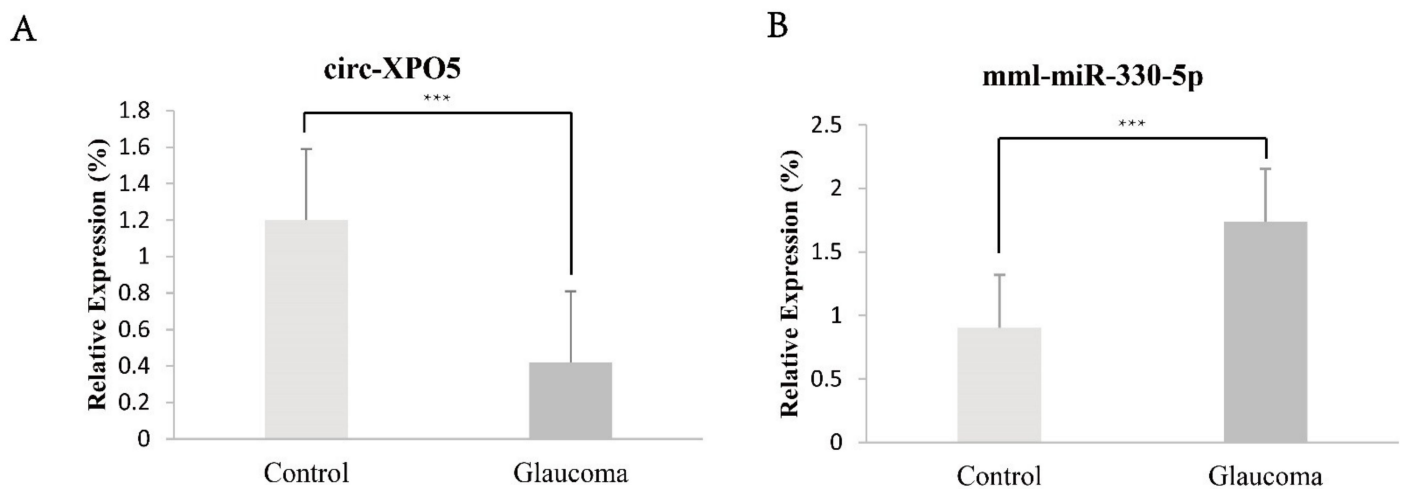 A
circ-XPO5
***
Relative Expression (%)
1.8
1.6
1.4
1.2
1
0.8
0.6
0.4
0.2
0
Control
Glaucoma
B
mml-miR-330-5p
***
Relative Expression (%)
2.5
2
1.5
1
0.5
0
Control
Glaucoma